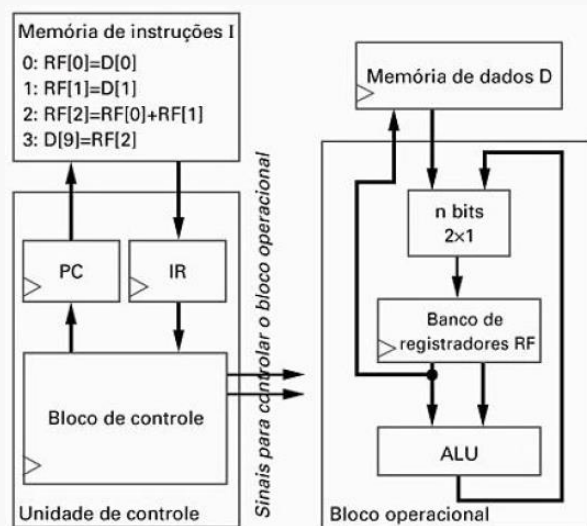 Memória de instruções I
0: RF[0]=D[0]
1: RF[1]=D[1]
2: RF[2]=RF[0]+RF[1]
3: D[9]=RF[2]
PC
IR
Bloco de controle
Unidade de controle
Sinais para controlar o bloco operacional
Memória de dados D
n bits
2×1
Banco de
registradores RF
ALU
Bloco operacional